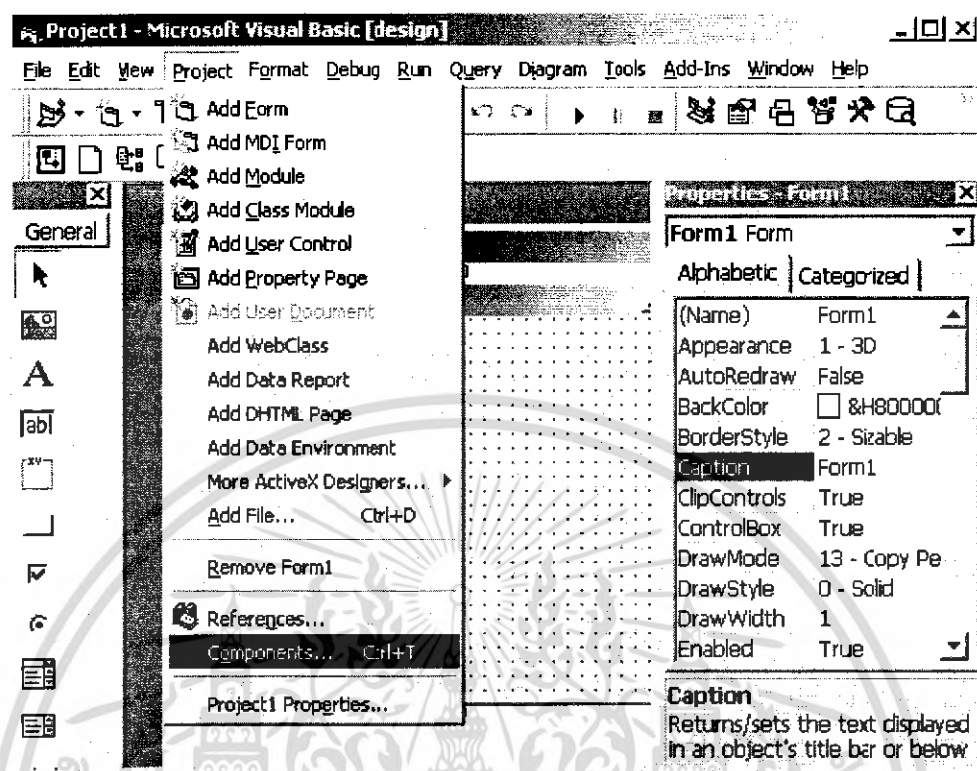 Project1 - Microsoft Visual Basic [design]
File Edit View Project Format Debug Run Query Diagram Tools Add-Ins Window Help
Add Form
Add MDI Form
Add Module
Add Class Module
Add User Control
Add Property Page
Add User Document
Add WebClass
Add Data Report
Add DHTML Page
Add Data Environment
More ActiveX Designers...
Add File... Ctrl+D
Remove Form1
References...
Components... Ctrl+T
Project1 Properties...
General
A
ab
xy
Properties - Form1
Form1 Form
Alphabetic Categorized
(Name) Form1
Appearance 1 - 3D
AutoRedraw False
BackColor &H800000
BorderStyle 2 - Sizable
Caption Form1
ClipControls True
ControlBox True
DrawMode 13 - Copy Pe
DrawStyle 0 - Solid
DrawWidth 1
Enabled True
Caption
Returns/sets the text displayed
in an object's title bar or below